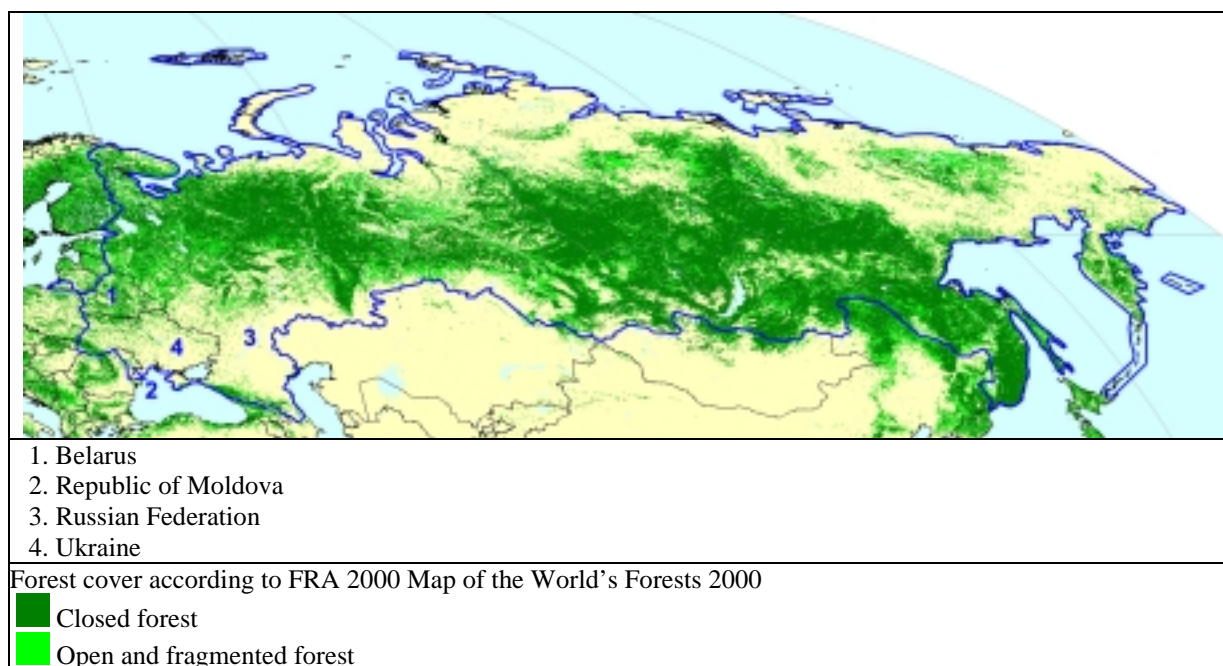 1
4
3
2
1. Belarus
2. Republic of Moldova
3. Russian Federation
4. Ukraine
Forest cover according to FRA 2000 Map of the World’s Forests 2000
Closed forest
Open and fragmented forest